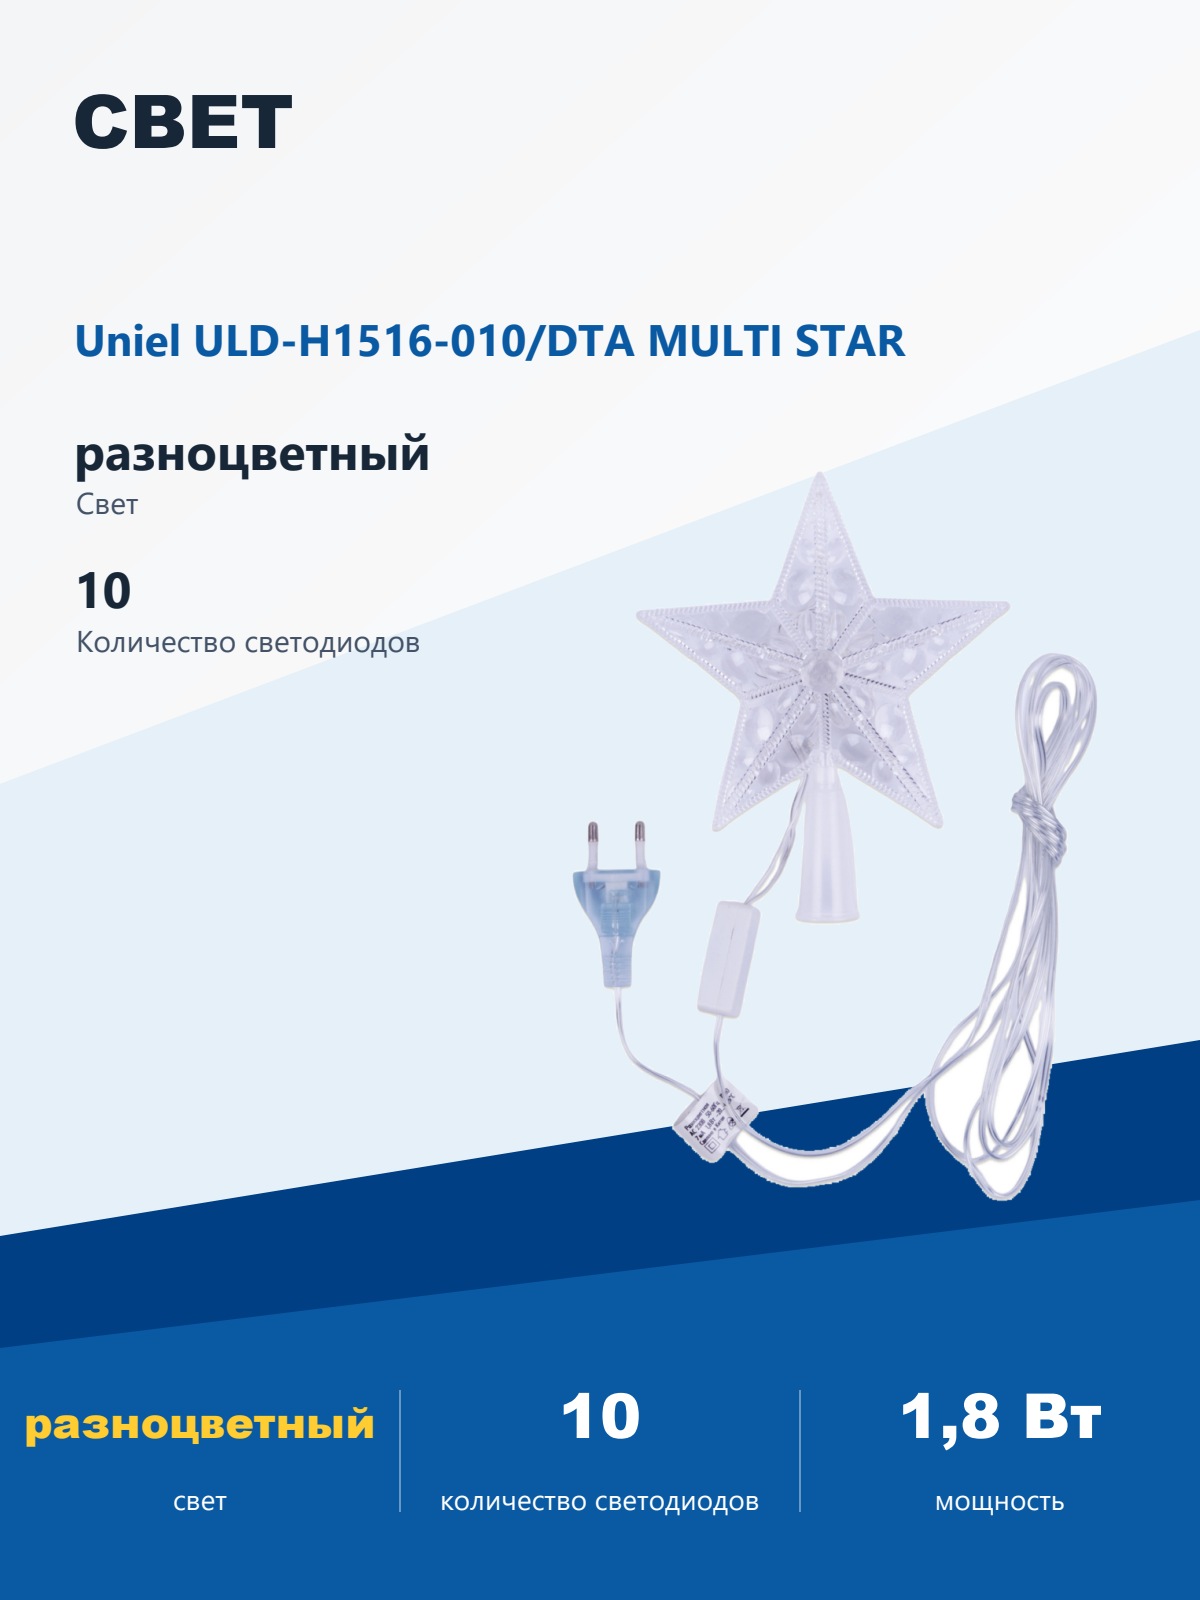 СВЕТ
Uniel ULD-H1516-010/DTA MULTI STAR
разноцветный
Свет
10
Количество светодиодов
разноцветный
свет
10
количество светодиодов
1,8 Вт
мощность